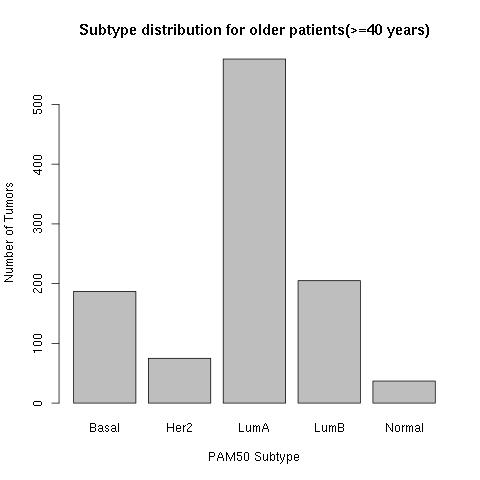 Subtype distribution for older patients(>=40 years)
Number of Tumors
500
400
300
200
100
0
Basal Her2 LumA LumB Normal
PAM50 Subtype